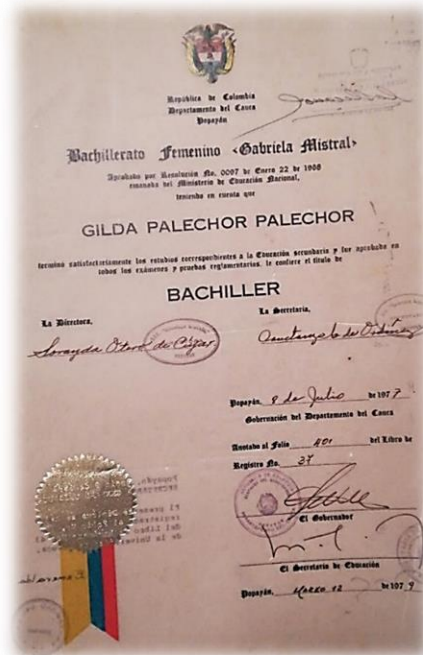 República de Colombia
Departamento del Cauca
Popayán
Bachillerato Femenino «Gabriela Mistral»
Aprobado por Resolución No. 0097 de Enero 22 de 1968
emanada del Ministerio de Educación Nacional,
teniendo en cuenta que
GILDA PALECHOR PALECHOR
terminó satisfactoriamente los estudios correspondientes a la Educación secundaria y fue aprobado en
todos los exámenes y pruebas reglamentarias, le confiere el título de
BACHILLER
La Directora,
La Secretaria,
Popayán, 8 de Julio de 1977
Gobernación del Departamento del Cauca
Anotado al Folio 401 del Libro de
Registro No. 37
El Gobernador
El Secretario de Educación
Popayán, Marzo 12 de 1979